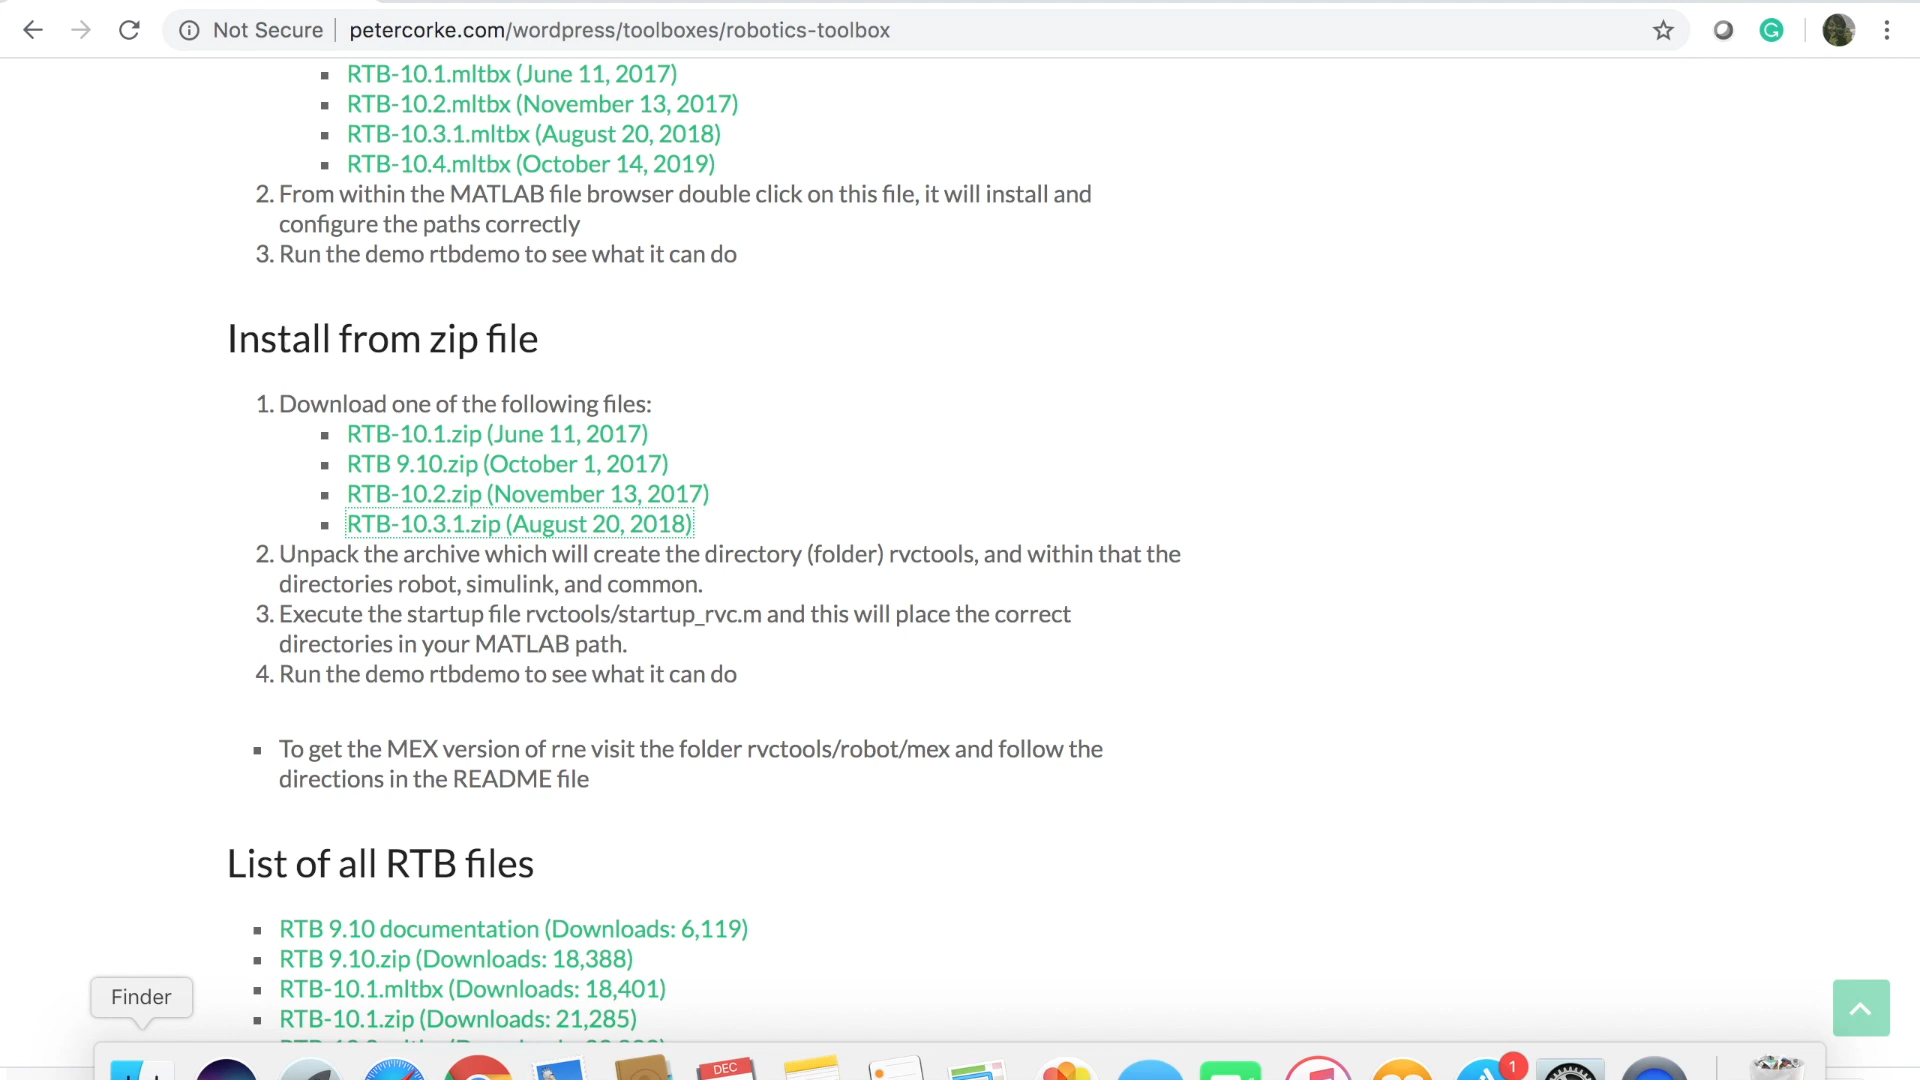 Not Secure petercorke.com/wordpress/toolboxes/robotics-toolbox
RTB-10.1.mltbx (June 11, 2017)
RTB-10.2.mltbx (November 13, 2017)
RTB-10.3.1.mltbx (August 20, 2018)
RTB-10.4.mltbx (October 14, 2019)
2. From within the MATLAB file browser double click on this file, it will install and
configure the paths correctly
3. Run the demo rtbdemo to see what it can do
Install from zip file
1. Download one of the following files:
RTB-10.1.zip (June 11, 2017)
RTB 9.10.zip (October 1, 2017)
RTB-10.2.zip (November 13, 2017)
RTB-10.3.1.zip (August 20, 2018)
2. Unpack the archive which will create the directory (folder) rvctools, and within that the
directories robot, simulink, and common.
3. Execute the startup file rvctools/startup_rvc.m and this will place the correct
directories in your MATLAB path.
4. Run the demo rtbdemo to see what it can do
To get the MEX version of rne visit the folder rvctools/robot/mex and follow the
directions in the README file
List of all RTB files
RTB 9.10 documentation (Downloads: 6,119)
RTB 9.10.zip (Downloads: 18,388)
RTB-10.1.mltbx (Downloads: 18,401)
RTB-10.1.zip (Downloads: 21,285)
Finder
DEC
1